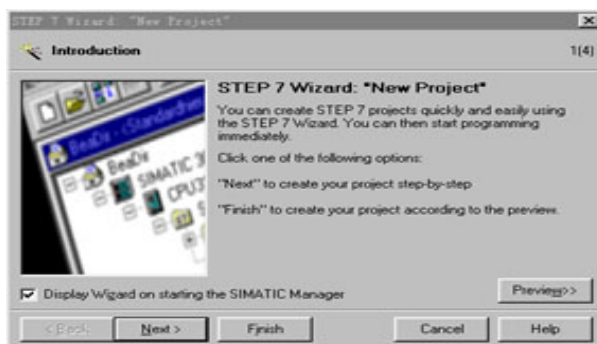 STEP 7 Wizard: "New Project"
Introduction
1(4)
BeaDir
SIMATIC 3
CPU3
STEP 7 Wizard: "New Project"
You can create STEP 7 projects quickly and easily using
the STEP 7 Wizard. You can then start programming
immediately.
Click one of the following options:
"Next" to create your project step-by-step
"Finish" to create your project according to the preview.
Display Wizard on starting the SIMATIC Manager
Preview>>
< Back
Next >
Finish
Cancel
Help